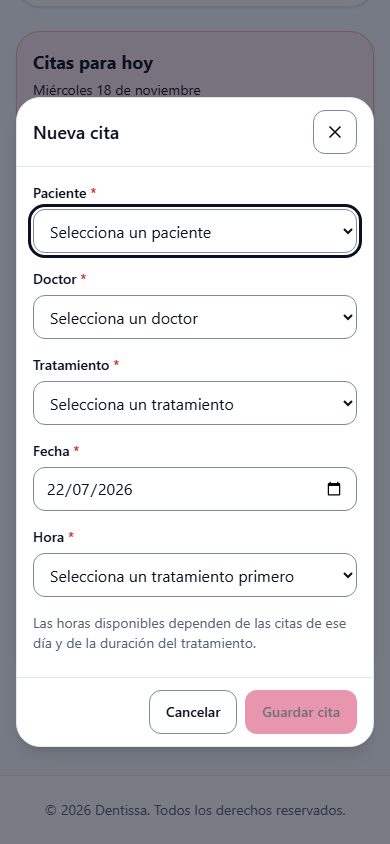 Citas para hoy
Miércoles 18 de noviembre
Nueva cita
Paciente *
Selecciona un paciente
Doctor *
Selecciona un doctor
Tratamiento *
Selecciona un tratamiento
Fecha *
22/07/2026
Hora *
Selecciona un tratamiento primero
Las horas disponibles dependen de las citas de ese
día y de la duración del tratamiento.
Cancelar Guardar cita
© 2026 Dentissa. Todos los derechos reservados.